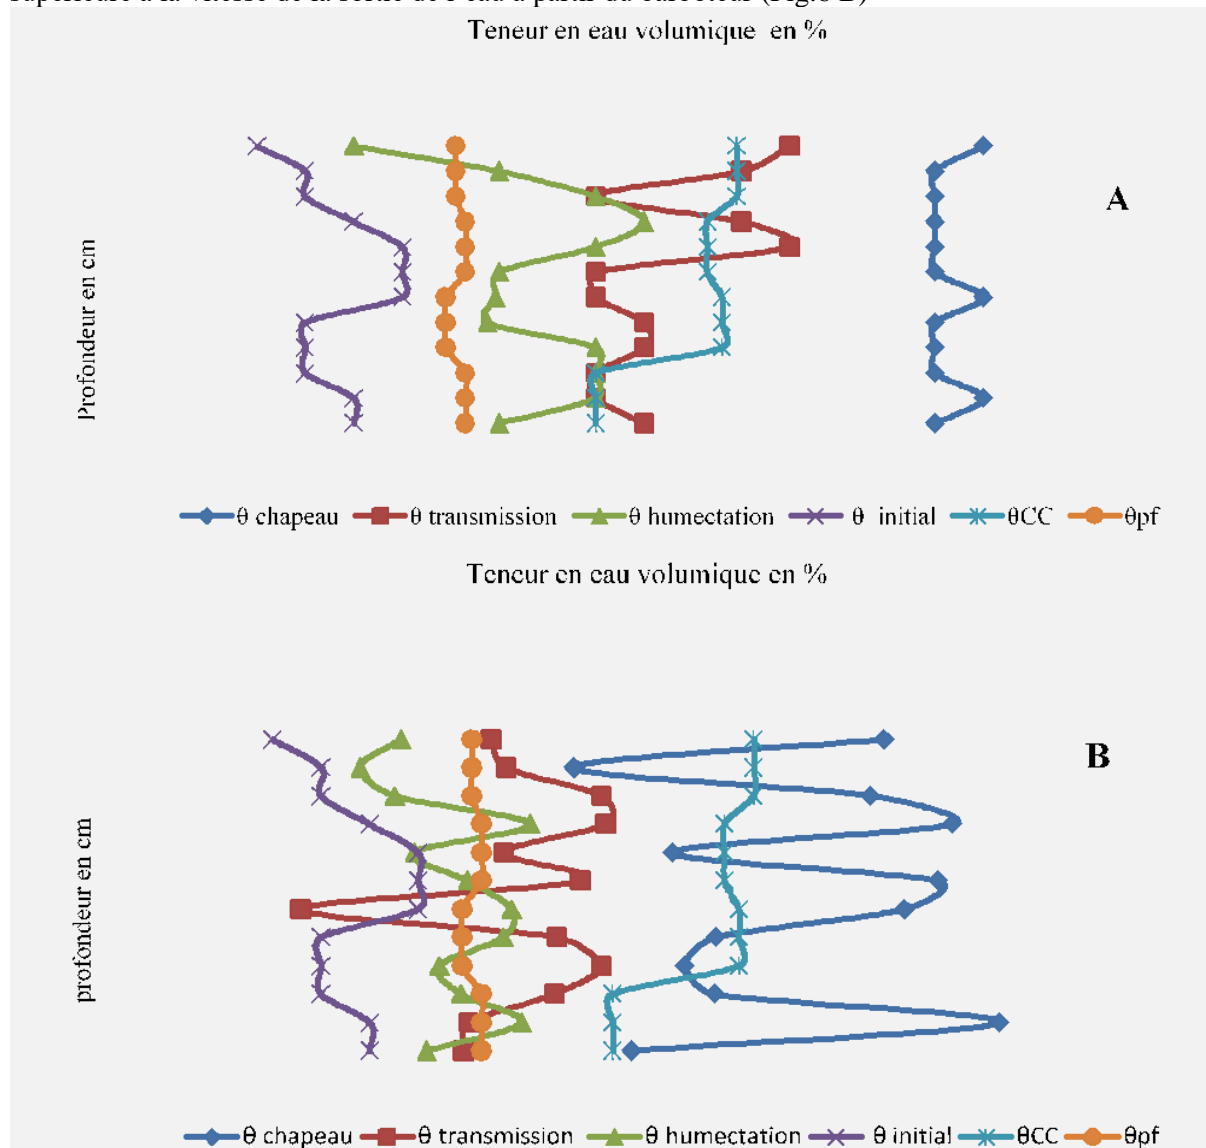 Teneur en eau volumique en %
A
Profondeur en cm
θ chapeau θ transmission θ humectation θ initial θCC θpf
Teneur en eau volumique en %
B
profondeur en cm
θ chapeau θ transmission θ humectation θ initial θCC θpf